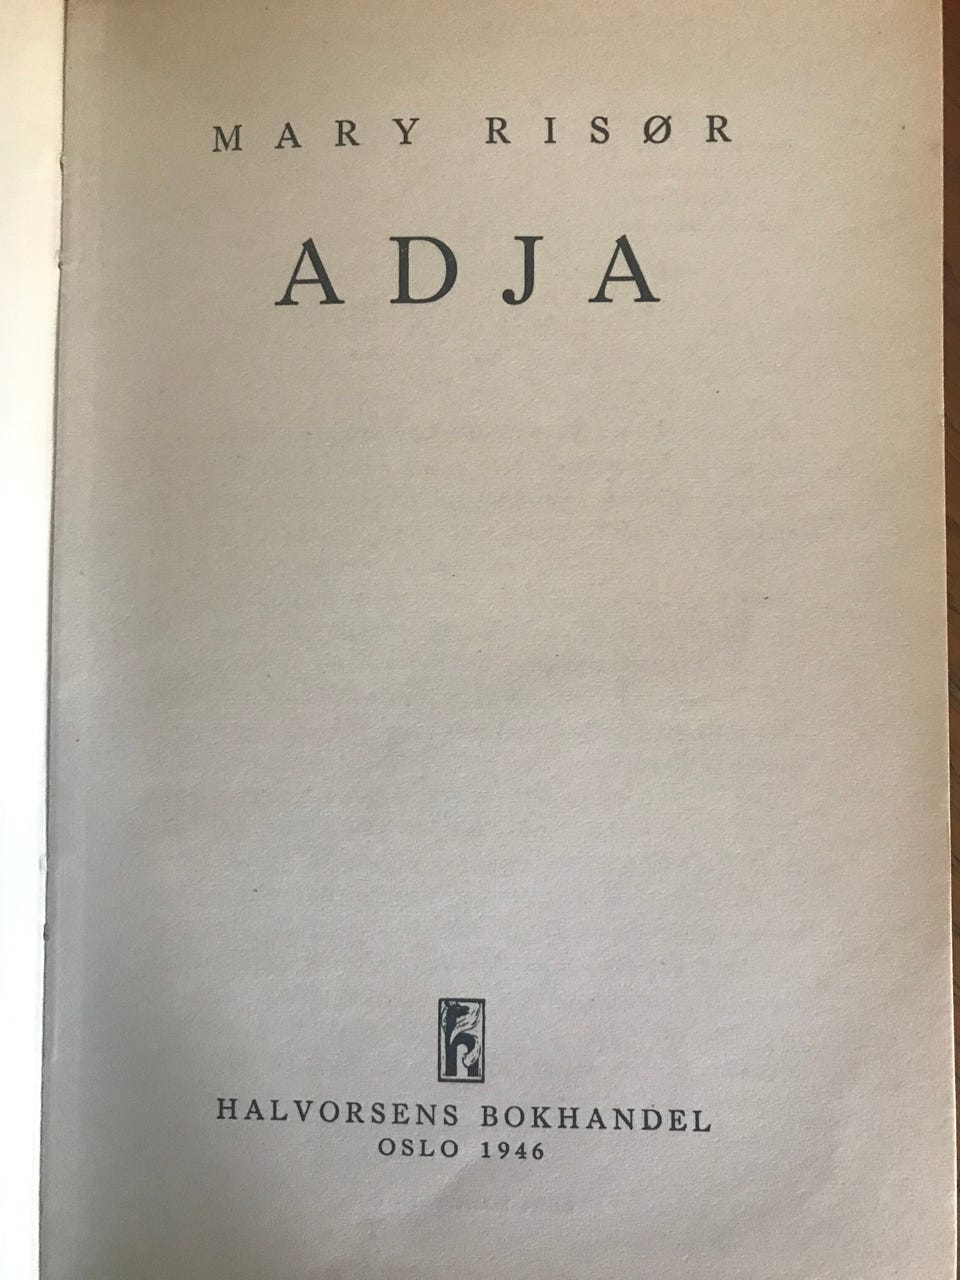 MARY RISØR
ADJA
h
HALVORSENS BOKHANDEL
OSLO 1946